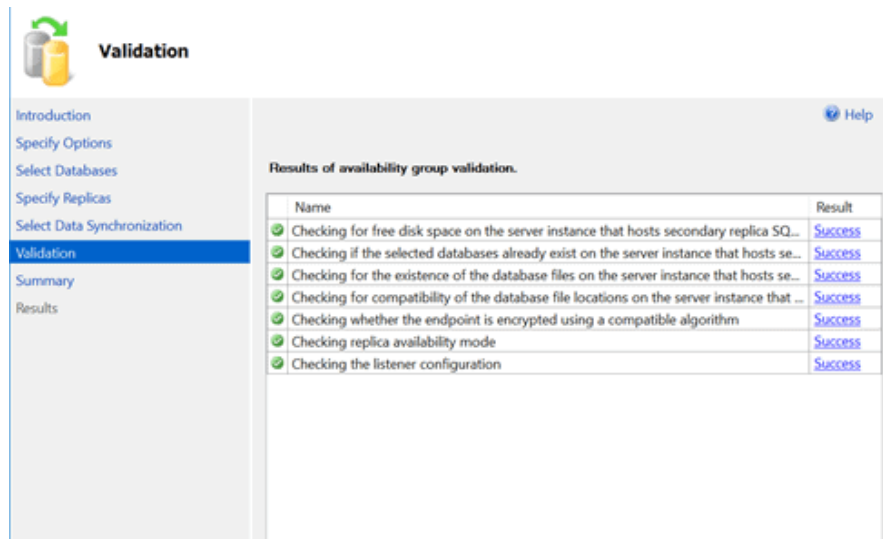 Validation
Introduction
Specify Options
Select Databases
Specify Replicas
Select Data Synchronization
Validation
Summary
Results
Help
Results of availability group validation.
Name Result
Checking for free disk space on the server instance that hosts secondary replica SQ... Success
Checking if the selected databases already exist on the server instance that hosts se... Success
Checking for the existence of the database files on the server instance that hosts se... Success
Checking for compatibility of the database file locations on the server instance that ... Success
Checking whether the endpoint is encrypted using a compatible algorithm Success
Checking replica availability mode Success
Checking the listener configuration Success